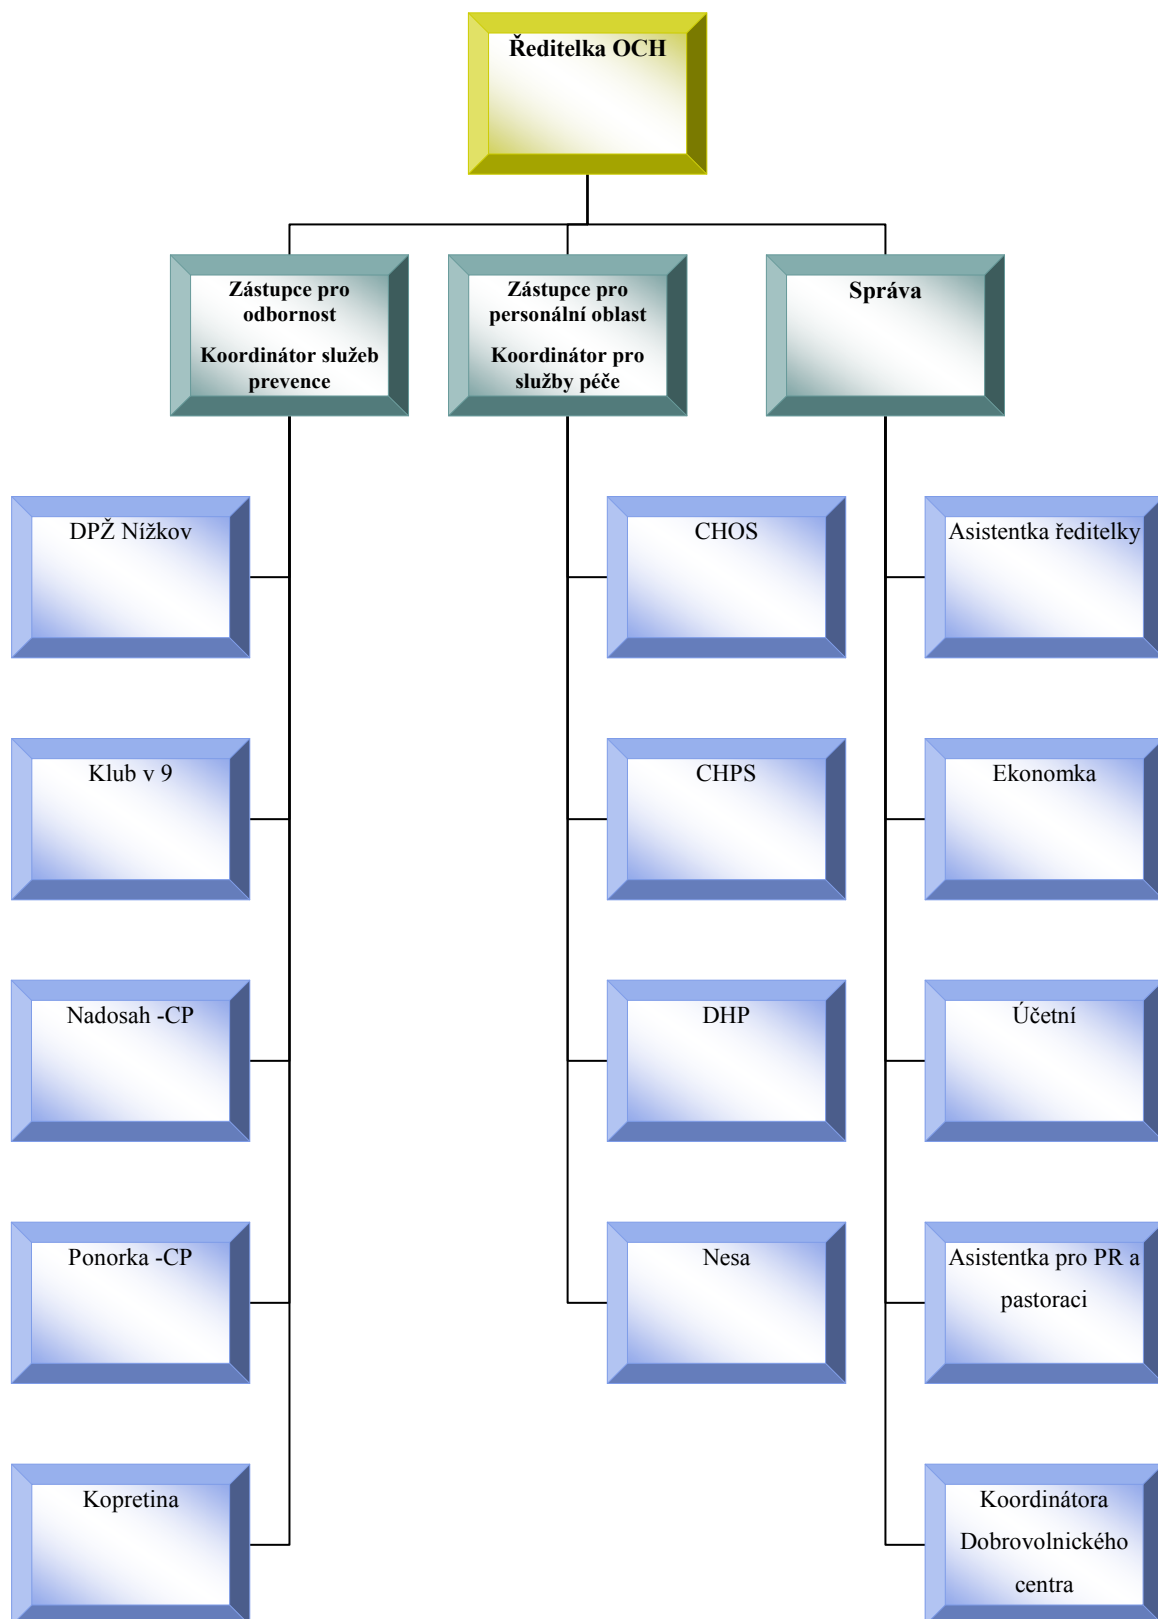 Ředitelka OCH
Zástupce pro
odbornost
Koordinátor služeb
prevence
Zástupce pro
personální oblast
Koordinátor pro
služby péče
Správa
DPŽ Nížkov
CHOS
Asistentka ředitelky
Klub v 9
CHPS
Ekonomka
Nadosah -CP
DHP
Účetní
Ponorka -CP
Nesa
Asistentka pro PR a
pastoraci
Kopretina
Koordinátora
Dobrovolnického
centra